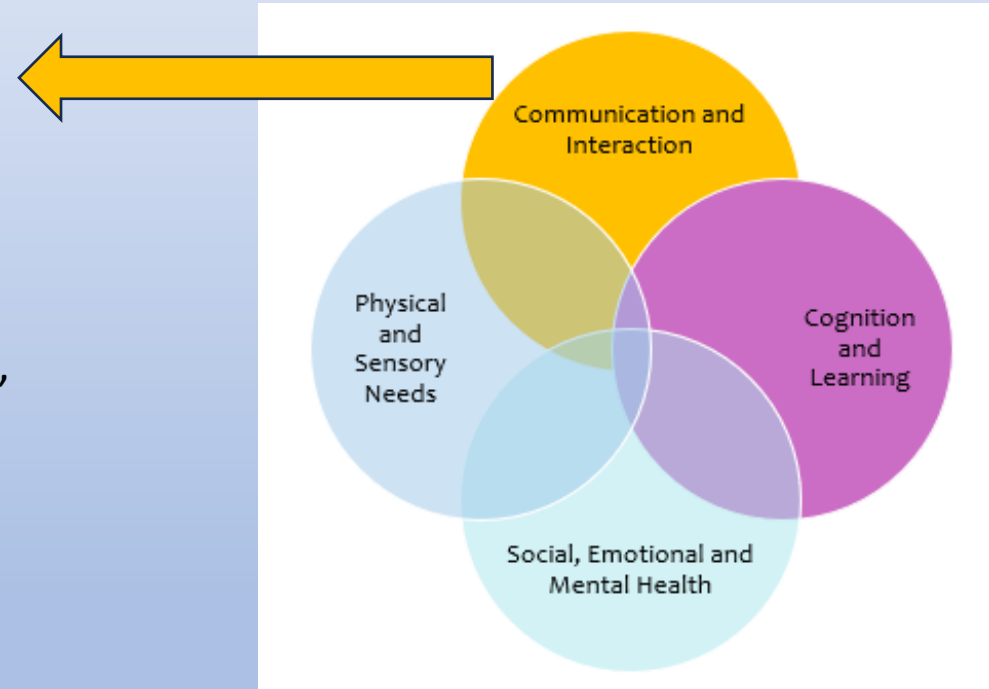 Communication and
Interaction
Physical
and
Sensory
Needs
Cognition
and
Learning
,
Social, Emotional and
Mental Health